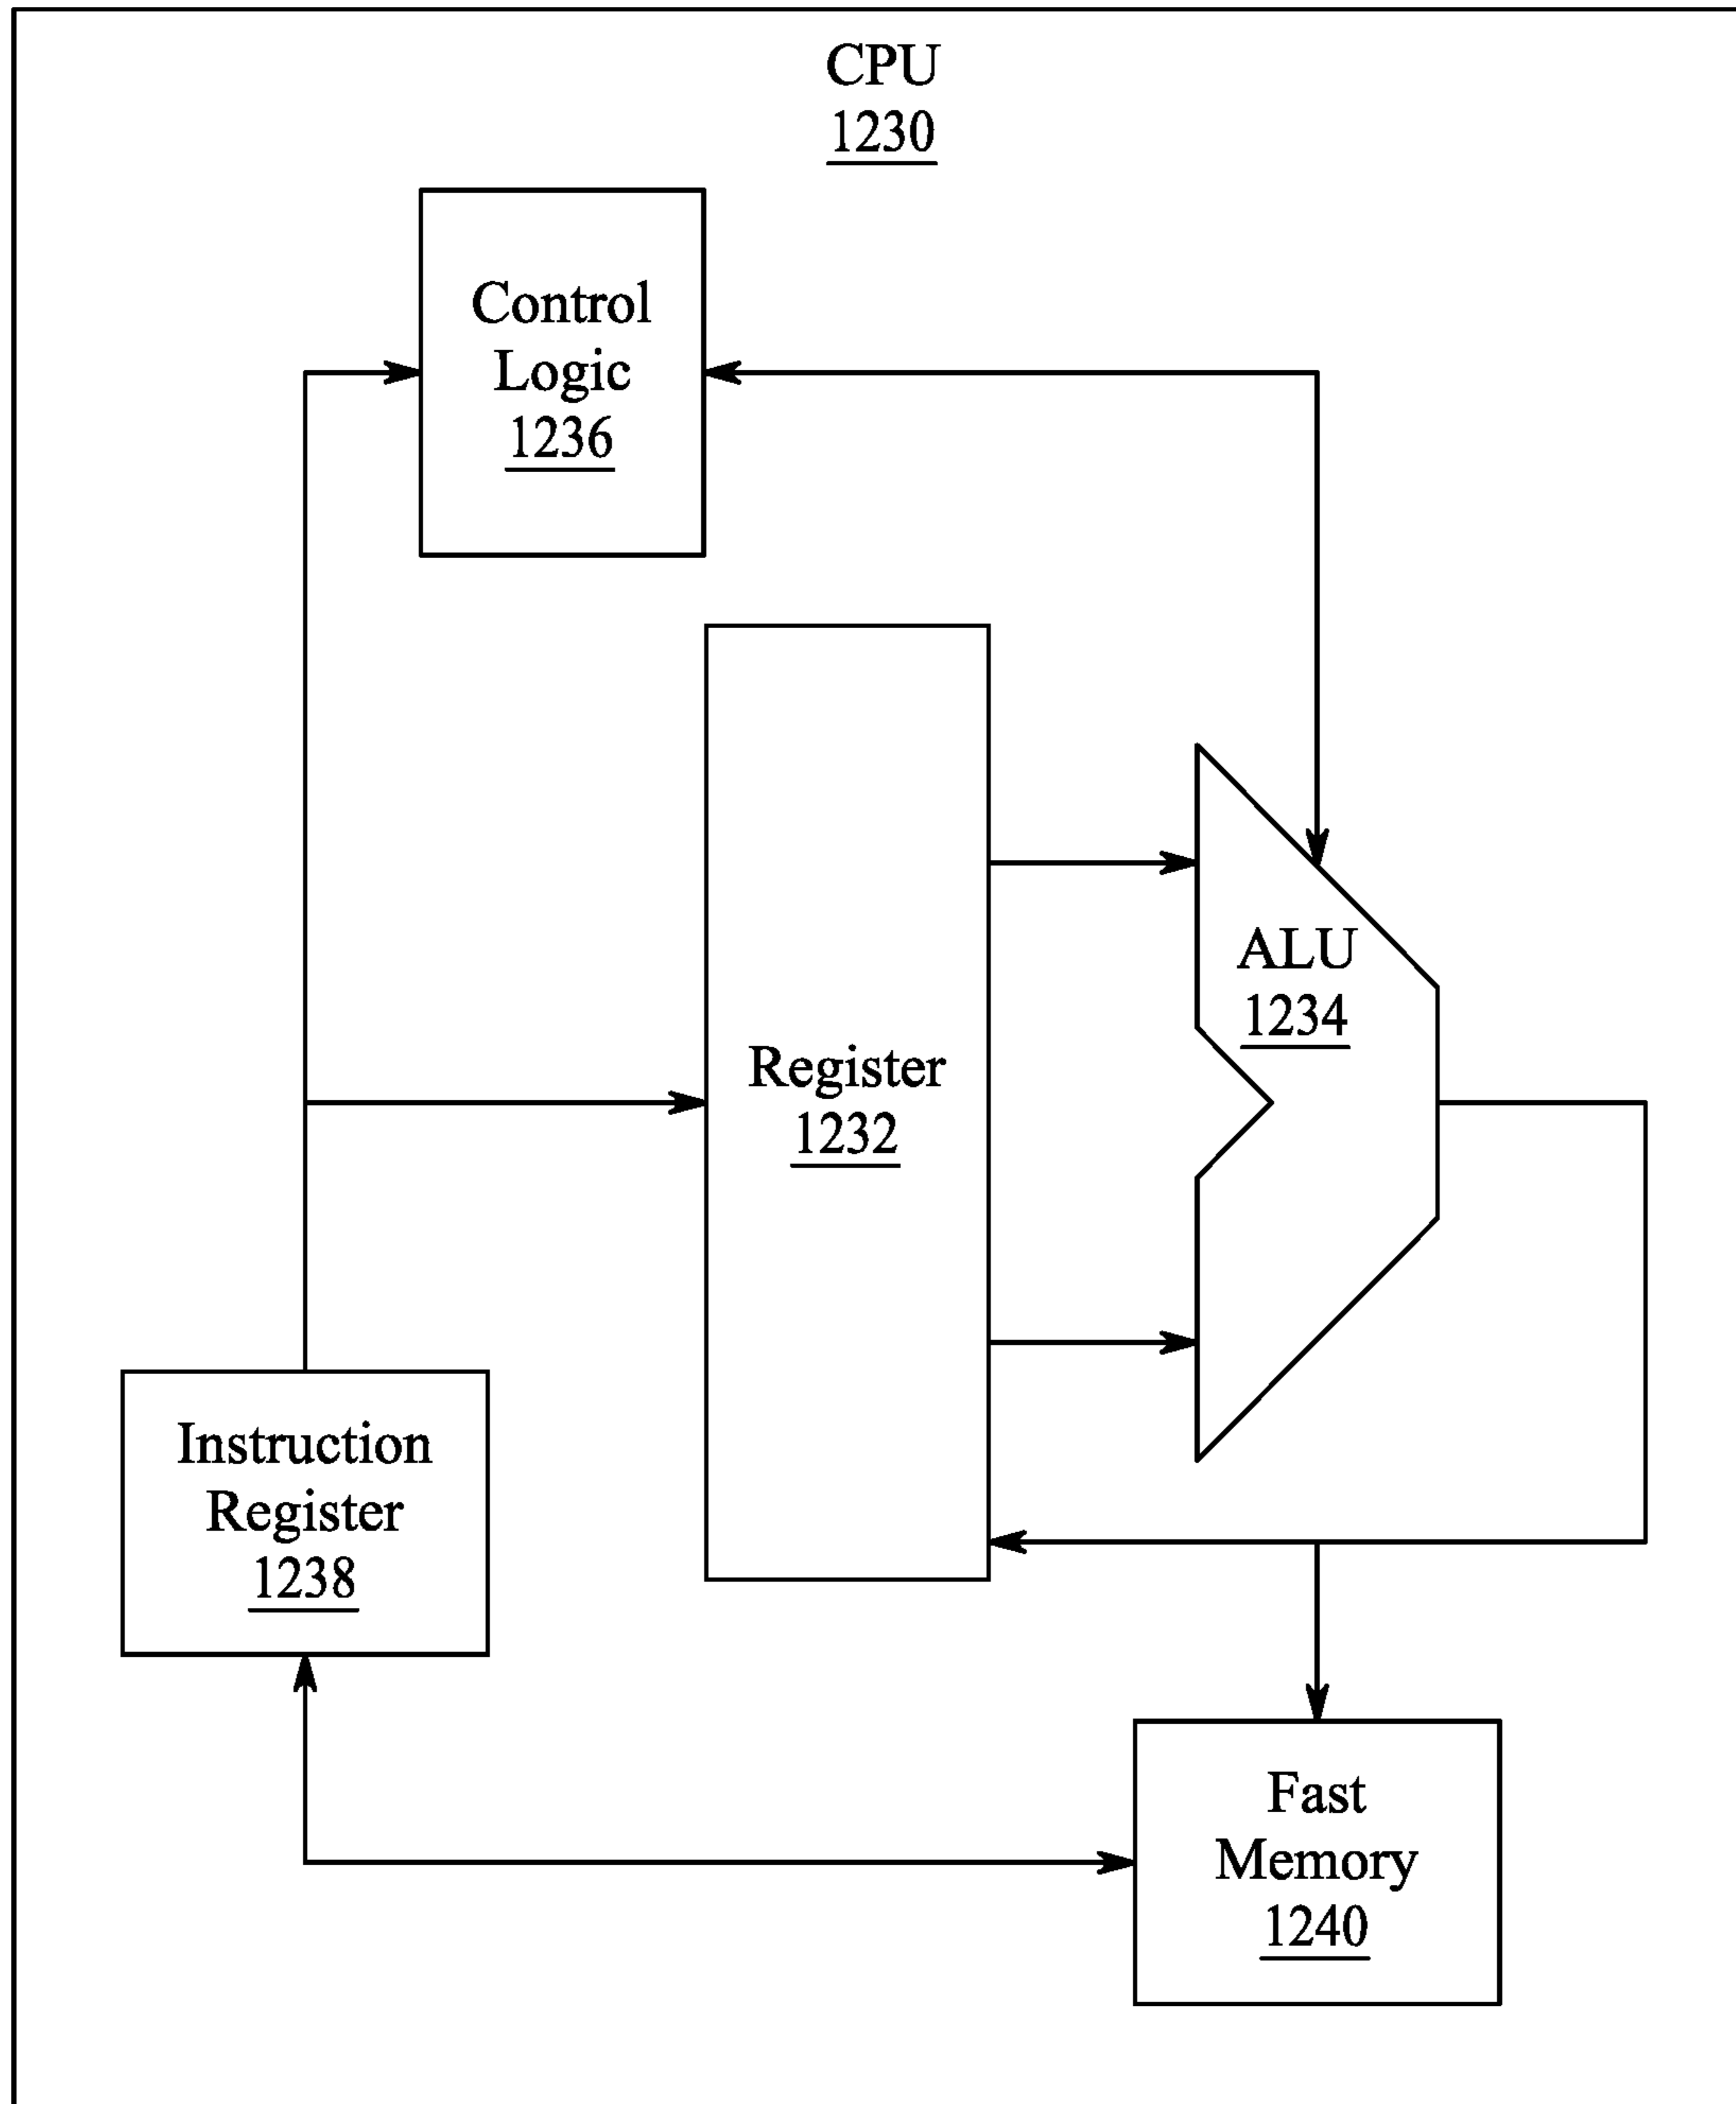 CPU
1230
Control
Logic
1236
Register
1232
ALU
1234
Instruction
Register
1238
Fast
Memory
1240